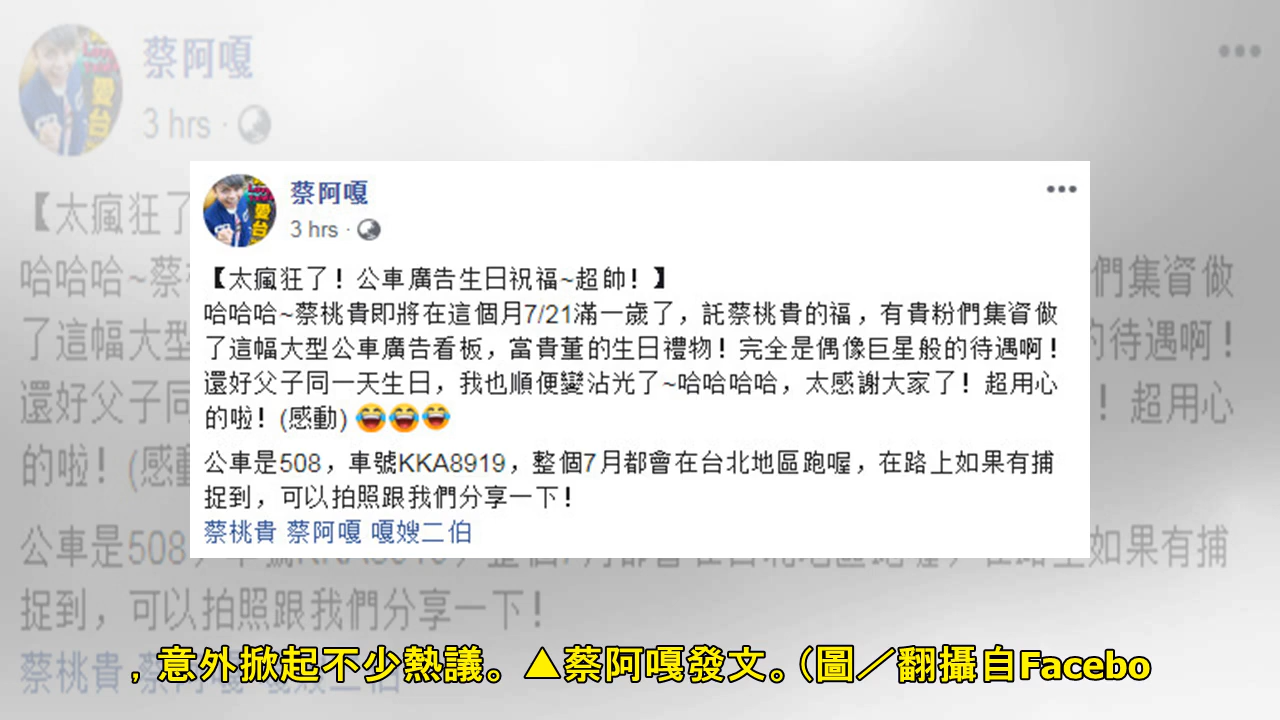 蔡阿嘎
3 hrs ·
【太瘋狂了！公車廣告生日祝福~超帥！】
哈哈哈~蔡桃貴即將在這個月7/21滿一歲了，託蔡桃貴的福，有貴粉們集資做
了這幅大型公車廣告看板，當貴董的生日禮物！完全是偶像巨星般的待遇啊！
還好父子同一天生日，我也順便變沾光了~哈哈哈哈，太感謝大家了！超用心
的啦！(感動) 😂😂😂
公車是508，車號KKA8919，整個7月都會在台北地區跑喔，在路上如果有捕
捉到，可以拍照跟我們分享一下！
蔡桃貴 蔡阿嘎 嘎嫂二伯
，意外掀起不少熱議。▲蔡阿嘎發文。（圖／翻攝自Facebo